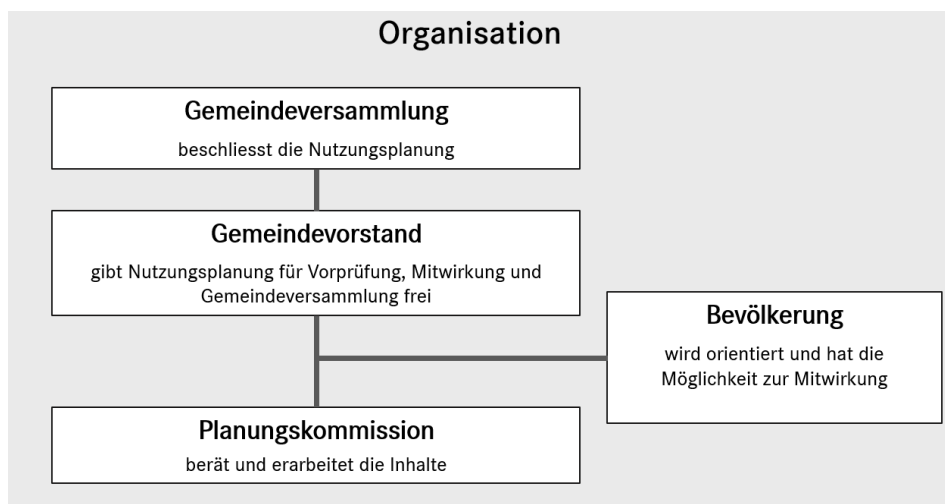 Organisation
Gemeindeversammlung
beschliesst die Nutzungsplanung
Gemeindevorstand
gibt Nutzungsplanung für Vorprüfung, Mitwirkung und
Gemeindeversammlung frei
Bevölkerung
wird orientiert und hat die
Möglichkeit zur Mitwirkung
Planungskommission
berät und erarbeitet die Inhalte